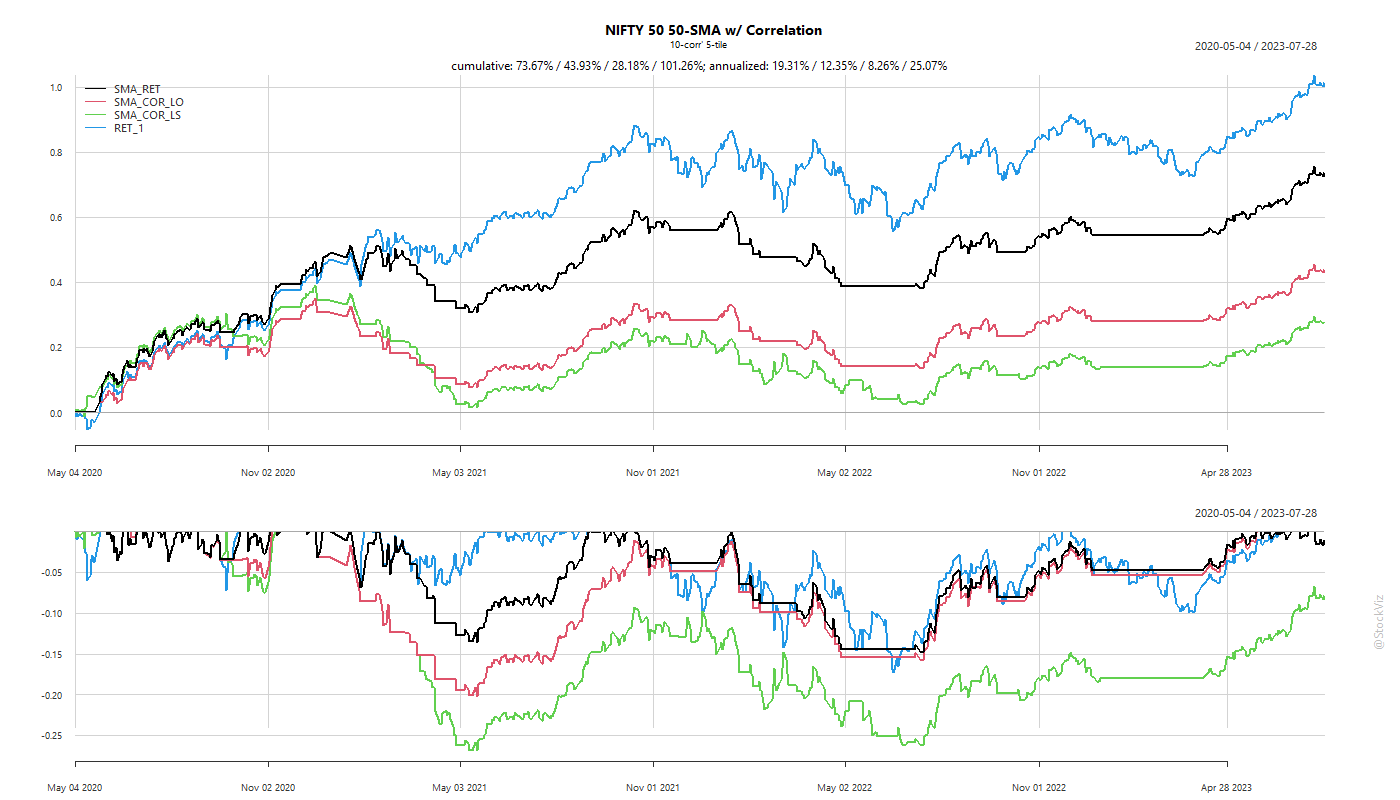 NIFTY 50 50-SMA w/ Correlation
10-corr' 5-tile
2020-05-04 / 2023-07-28
cumulative: 73.67% / 43.93% / 28.18% / 101.26%; annualized: 19.31% / 12.35% / 8.26% / 25.07%
SMA_RET
SMA_COR_LO
SMA_COR_LS
RET_1
1.0
0.8
0.6
0.4
0.2
0.0
May 04 2020 Nov 02 2020 May 03 2021 Nov 01 2021 May 02 2022 Nov 01 2022 Apr 28 2023
2020-05-04 / 2023-07-28
-0.05
-0.10
-0.15
-0.20
-0.25
May 04 2020 Nov 02 2020 May 03 2021 Nov 01 2021 May 02 2022 Nov 01 2022 Apr 28 2023
@StockViz